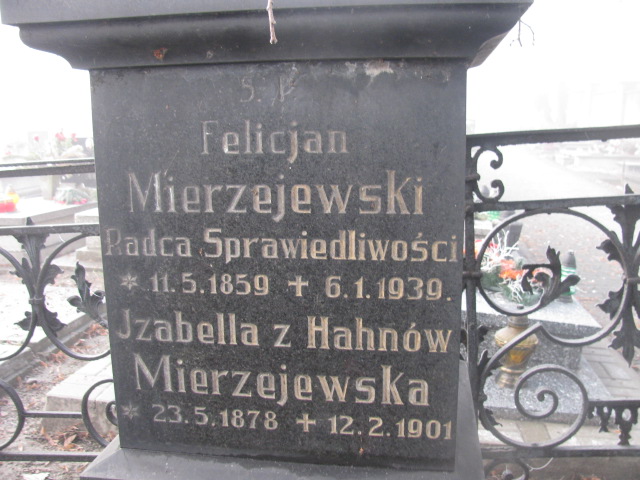 Ś. P.
Felicjan
Mierzejewski
Radca Sprawiedliwości
* 11.5.1859 + 6.1.1939.
Jzabella z Hahnów
Mierzejewska
* 23.5.1878 + 12.2.1901